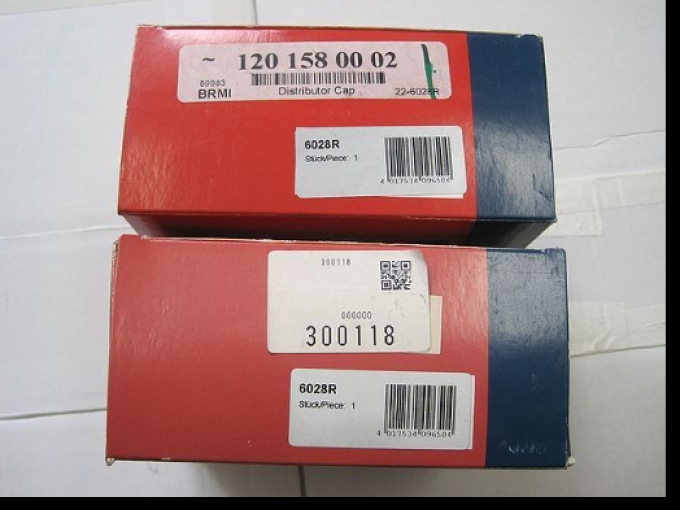 ~ 120 158 00 02
89983
BRMI Distributor Cap 22-6028R
6028R
Stück/Piece: 1
4 017534 096504
300118
000000
300118
6028R
Stück/Piece: 1
4 017534 096504